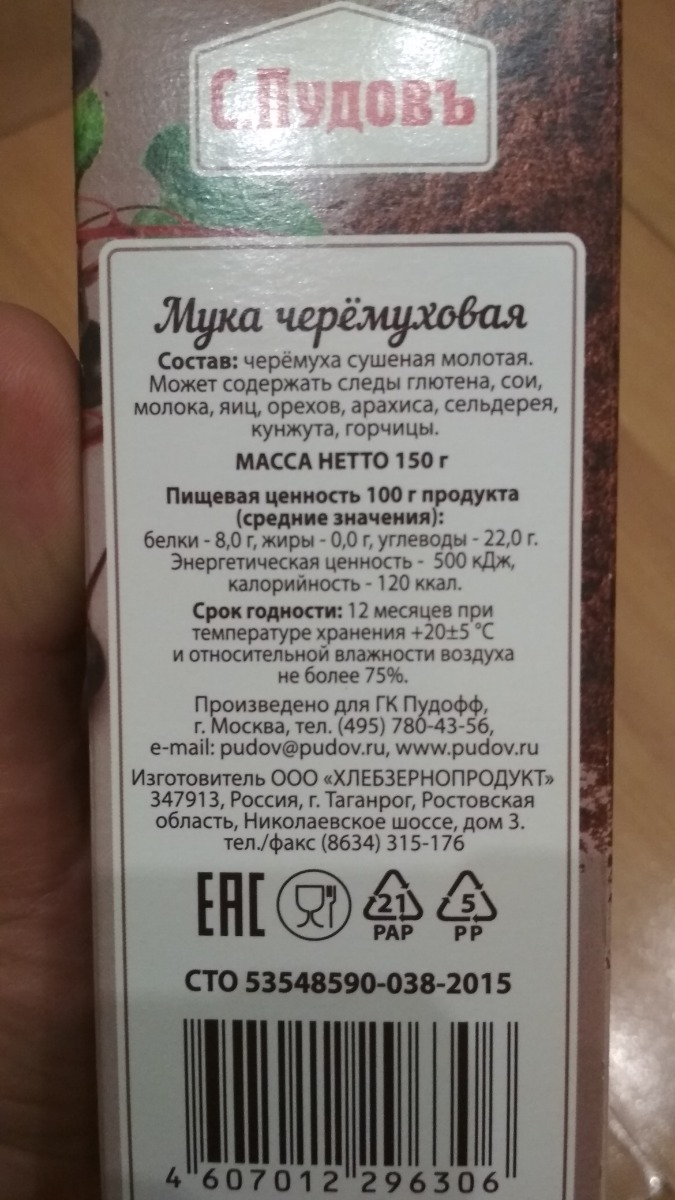 С.Пудовъ
Мука черёмуховая
Состав: черёмуха сушеная молотая.
Может содержать следы глютена, сои,
молока, яиц, орехов, арахиса, сельдерея,
кунжута, горчицы.
МАССА НЕТТО 150 г
Пищевая ценность 100 г продукта
(средние значения):
белки - 8,0 г, жиры - 0,0 г, углеводы - 22,0 г.
Энергетическая ценность - 500 кДж,
калорийность - 120 ккал.
Срок годности: 12 месяцев при
температуре хранения +20±5 °С
и относительной влажности воздуха
не более 75%.
Произведено для ГК Пудофф,
г. Москва, тел. (495) 780-43-56,
e-mail: pudov@pudov.ru, www.pudov.ru
Изготовитель ООО «ХЛЕБЗЕРНОПРОДУКТ»
347913, Россия, г. Таганрог, Ростовская
область, Николаевское шоссе, дом 3.
тел./факс (8634) 315-176
EAC 21 5
PAP PP
СТО 53548590-038-2015
4 607012 296306